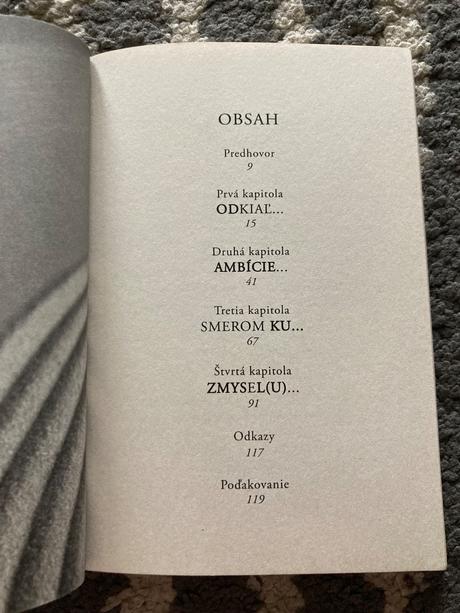 OBSAH
Predhovor
9
Prvá kapitola
ODKIAĽ...
15
Druhá kapitola
AMBÍCIE...
41
Tretia kapitola
SMEROM KU...
67
Štvrtá kapitola
ZMYSEL(U)...
91
Odkazy
117
Poďakovanie
119